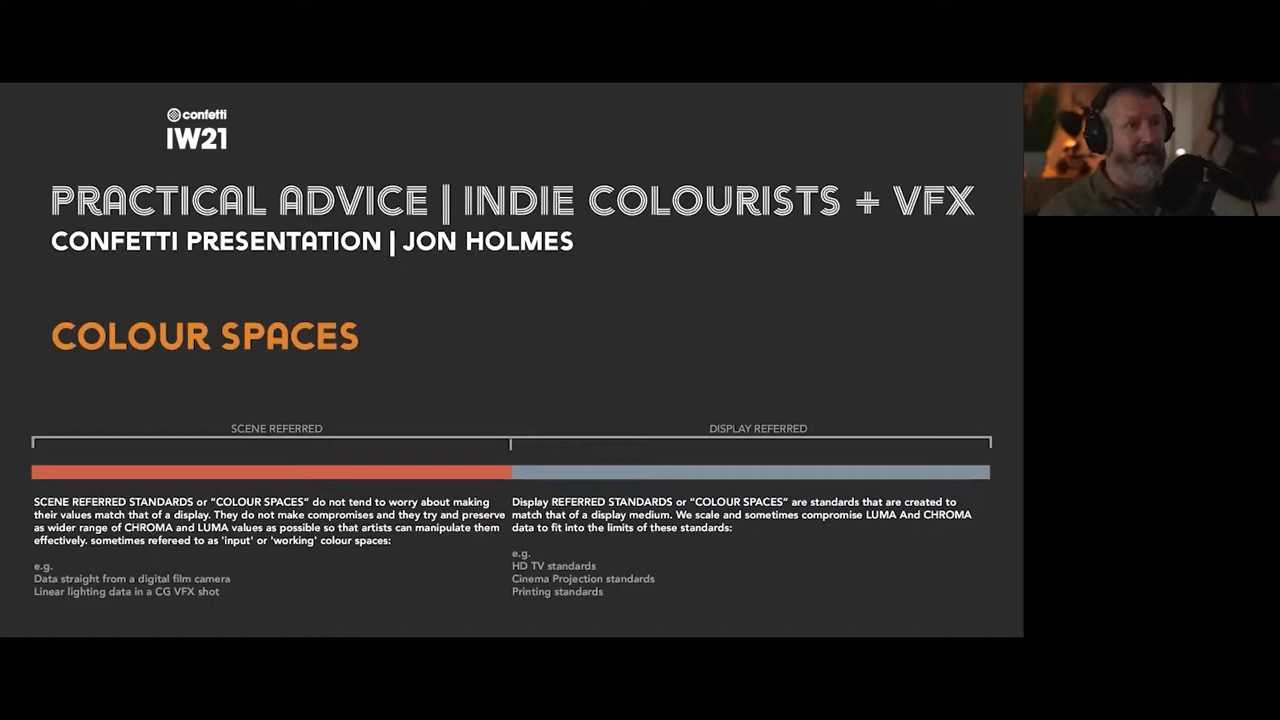 confetti
IW21
PRACTICAL ADVICE | INDIE COLOURISTS + VFX
CONFETTI PRESENTATION | JON HOLMES
COLOUR SPACES
SCENE REFERRED
SCENE REFERRED STANDARDS or “COLOUR SPACES” do not tend to worry about making
their values match that of a display. They do not make compromises and they try and preserve
as wider range of CHROMA and LUMA values as possible so that artists can manipulate them
effectively. sometimes refereed to as 'input' or 'working' colour spaces:
e.g.
Data straight from a digital film camera
Linear lighting data in a CG VFX shot
DISPLAY REFERRED
Display REFERRED STANDARDS or “COLOUR SPACES” are standards that are created to
match that of a display medium. We scale and sometimes compromise LUMA And CHROMA
data to fit into the limits of these standards:
e.g.
HD TV standards
Cinema Projection standards
Printing standards